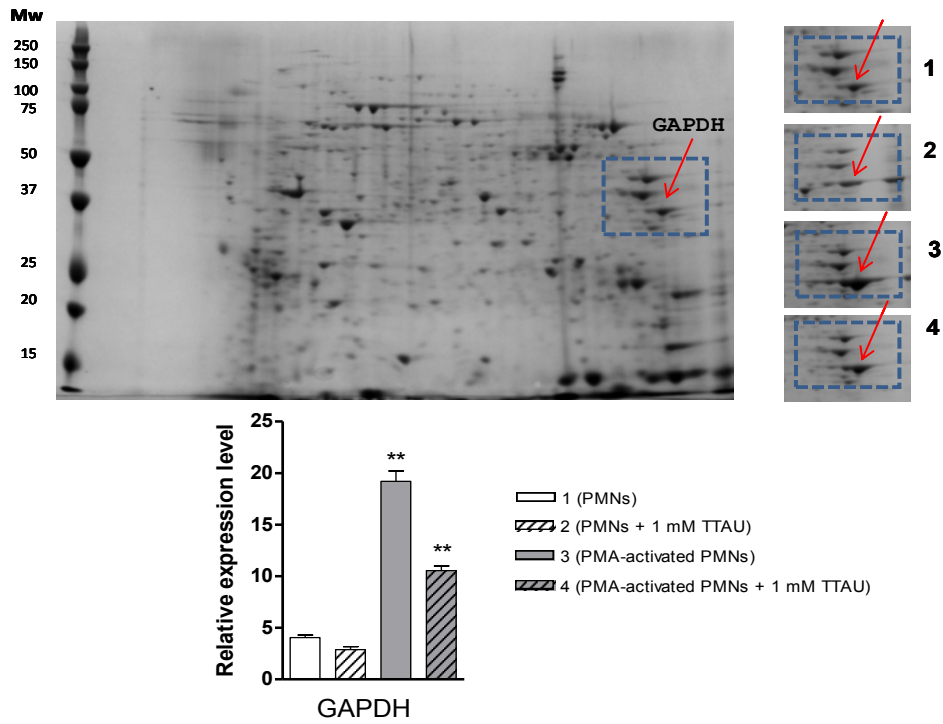 Mw
250
150
100
75
50
37
25
20
15
GAPDH
1
2
3
4
Relative expression level
25
20
15
10
5
0
**
**
GAPDH
1 (PMNs)
2 (PMNs + 1 mM TTAU)
3 (PMA-activated PMNs)
4 (PMA-activated PMNs + 1 mM TTAU)